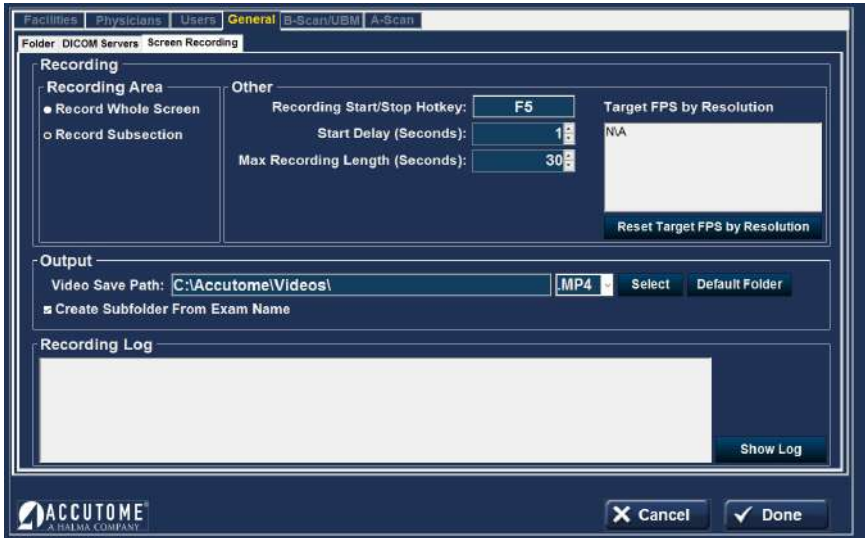 Facilities Physicians Users General B-Scan/UBM A-Scan
Folder DICOM Servers Screen Recording
Recording
Recording Area
Record Whole Screen
Record Subsection
Other
Recording Start/Stop Hotkey: F5
Start Delay (Seconds): 1
Max Recording Length (Seconds): 30
Target FPS by Resolution
N\A
Reset Target FPS by Resolution
Output
Video Save Path: C:\Accutome\Videos\ .MP4 Select Default Folder
Create Subfolder From Exam Name
Recording Log
Show Log
ACCUTOME®
A HALMA COMPANY
Cancel Done